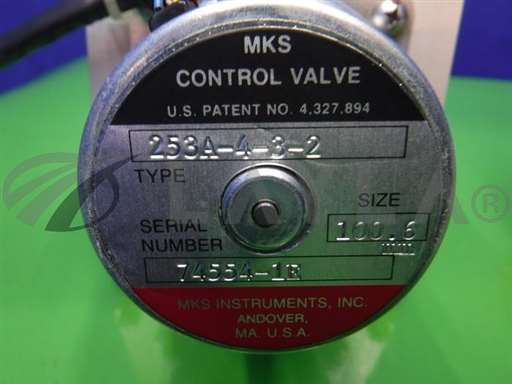 MKS
CONTROL VALVE
U.S. PATENT NO. 4,327,894
253A-4-3-2
TYPE
SIZE
100.6
mm
SERIAL
NUMBER
74554-1E
MKS INSTRUMENTS, INC.
ANDOVER,
MA. U.S.A.